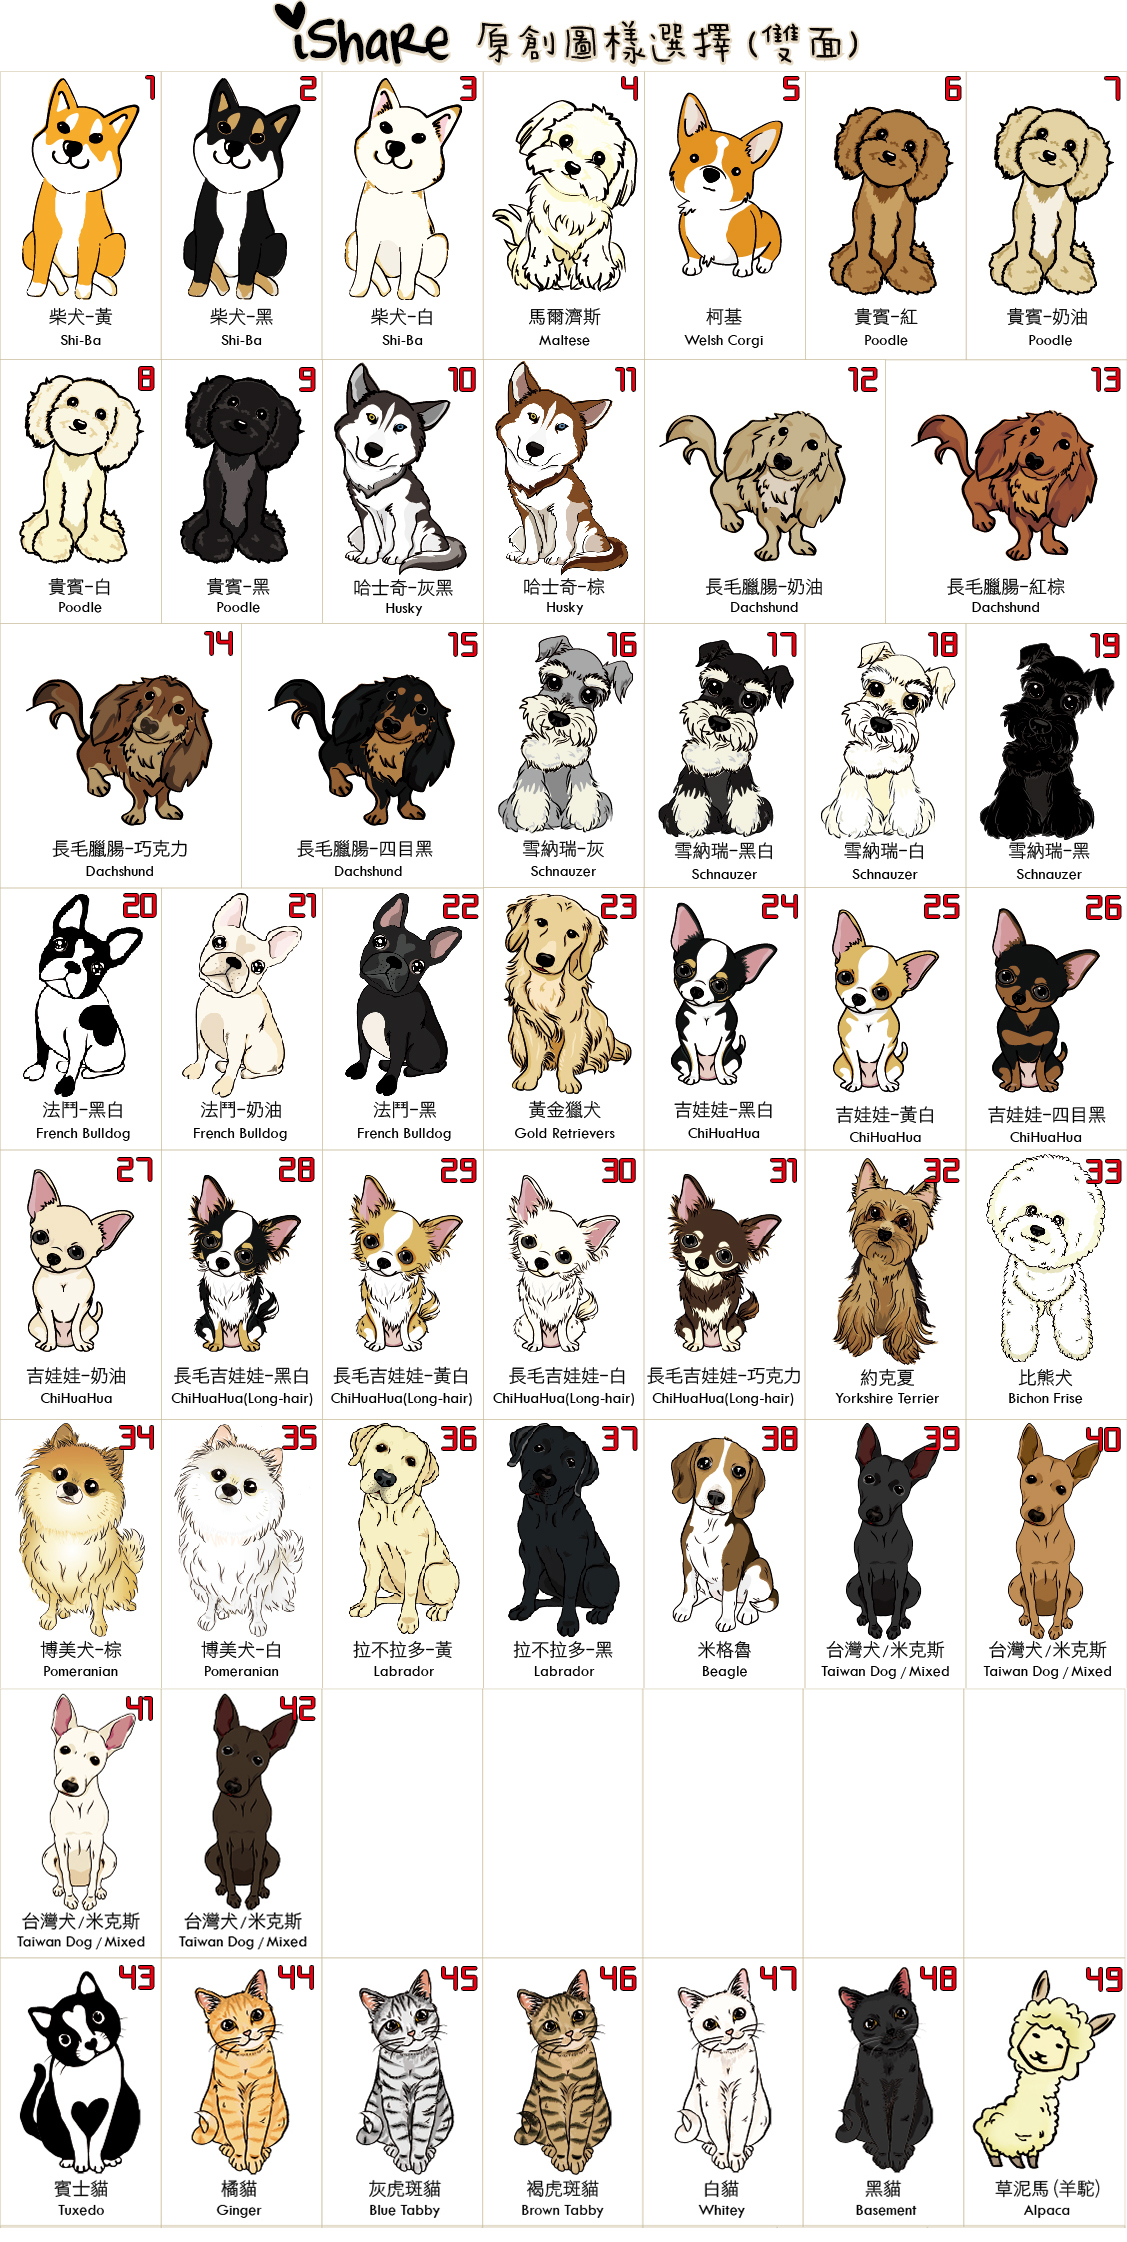 iShare 原創圖樣選擇(雙面)
1 2 3 4 5 6 7
柴犬-黃 柴犬-黑 柴犬-白 馬爾濟斯 柯基 貴賓-紅 貴賓-奶油
Shi-Ba Shi-Ba Shi-Ba Maltese Welsh Corgi Poodle Poodle
8 9 10 11 12 13
貴賓-白 貴賓-黑 哈士奇-灰黑 哈士奇-棕 長毛臘腸-奶油 長毛臘腸-紅棕
Poodle Poodle Husky Husky Dachshund Dachshund
14 15 16 17 18 19
長毛臘腸-巧克力 長毛臘腸-四目黑 雪納瑞-灰 雪納瑞-黑白 雪納瑞-白 雪納瑞-黑
Dachshund Dachshund Schnauzer Schnauzer Schnauzer Schnauzer
20 21 22 23 24 25 26
法鬥-黑白 法鬥-奶油 法鬥-黑 黃金獵犬 吉娃娃-黑白 吉娃娃-黃白 吉娃娃-四目黑
French Bulldog French Bulldog French Bulldog Gold Retrievers ChiHuaHua ChiHuaHua ChiHuaHua
27 28 29 30 31 32 33
吉娃娃-奶油 長毛吉娃娃-黑白 長毛吉娃娃-黃白 長毛吉娃娃-白 長毛吉娃娃-巧克力 約克夏 比熊犬
ChiHuaHua ChiHuaHua(Long-hair) ChiHuaHua(Long-hair) ChiHuaHua(Long-hair) ChiHuaHua(Long-hair) Yorkshire Terrier Bichon Frise
34 35 36 37 38 39 40
博美犬-棕 博美犬-白 拉不拉多-黃 拉不拉多-黑 米格魯 台灣犬/米克斯 台灣犬/米克斯
Pomeranian Pomeranian Labrador Labrador Beagle Taiwan Dog / Mixed Taiwan Dog / Mixed
41 42
台灣犬/米克斯 台灣犬/米克斯
Taiwan Dog / Mixed Taiwan Dog / Mixed
43 44 45 46 47 48 49
賓士貓 橘貓 灰虎斑貓 褐虎斑貓 白貓 黑貓 草泥馬(羊駝)
Tuxedo Ginger Blue Tabby Brown Tabby Whitey Basement Alpaca